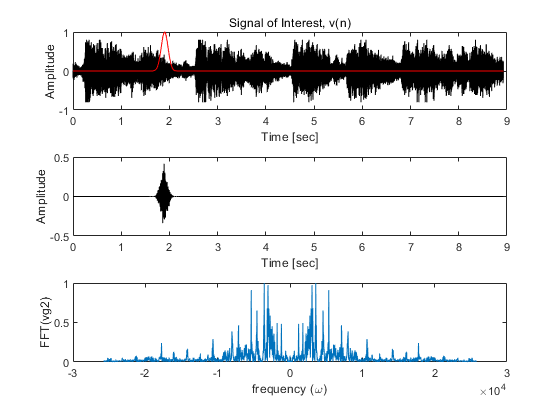 Signal of Interest, v(n)
1
0
-1
Amplitude
0 1 2 3 4 5 6 7 8 9
Time [sec]
0.5
0
-0.5
Amplitude
0 1 2 3 4 5 6 7 8 9
Time [sec]
1
0.5
0
FFT(vg2)
-3 -2 -1 0 1 2 3
frequency (ω)
×10⁴